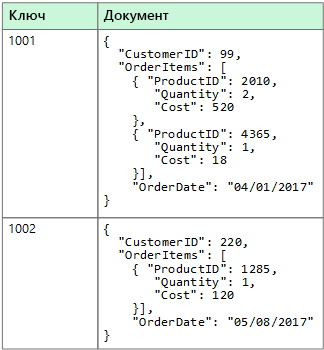 Ключ Документ
1001 {
"CustomerID": 99,
"OrderItems": [
{ "ProductID": 2010,
"Quantity": 2,
"Cost": 520
},
{ "ProductID": 4365,
"Quantity": 1,
"Cost": 18
}],
"OrderDate": "04/01/2017"
}
1002 {
"CustomerID": 220,
"OrderItems": [
{ "ProductID": 1285,
"Quantity": 1,
"Cost": 120
}],
"OrderDate": "05/08/2017"
}